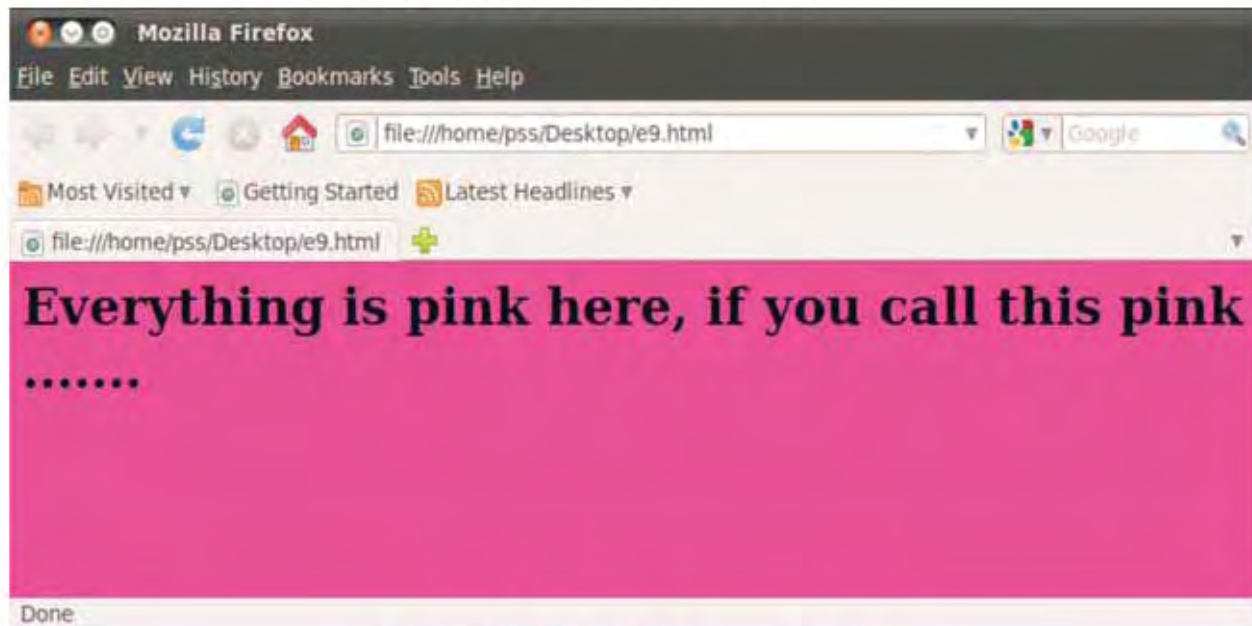 Mozilla Firefox
File Edit View History Bookmarks Tools Help
file:///home/pss/Desktop/e9.html Google
Most Visited Getting Started Latest Headlines
file:///home/pss/Desktop/e9.html
Everything is pink here, if you call this pink
.......
Done